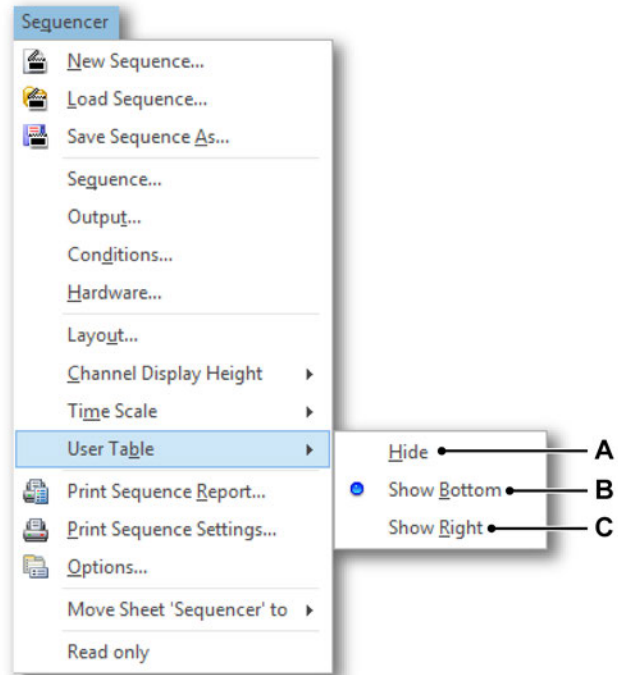 Sequencer
New Sequence...
Load Sequence...
Save Sequence As...
Sequence...
Output...
Conditions...
Hardware...
Layout...
Channel Display Height
Time Scale
User Table
Hide A
Show Bottom B
Show Right C
Print Sequence Report...
Print Sequence Settings...
Options...
Move Sheet 'Sequencer' to
Read only